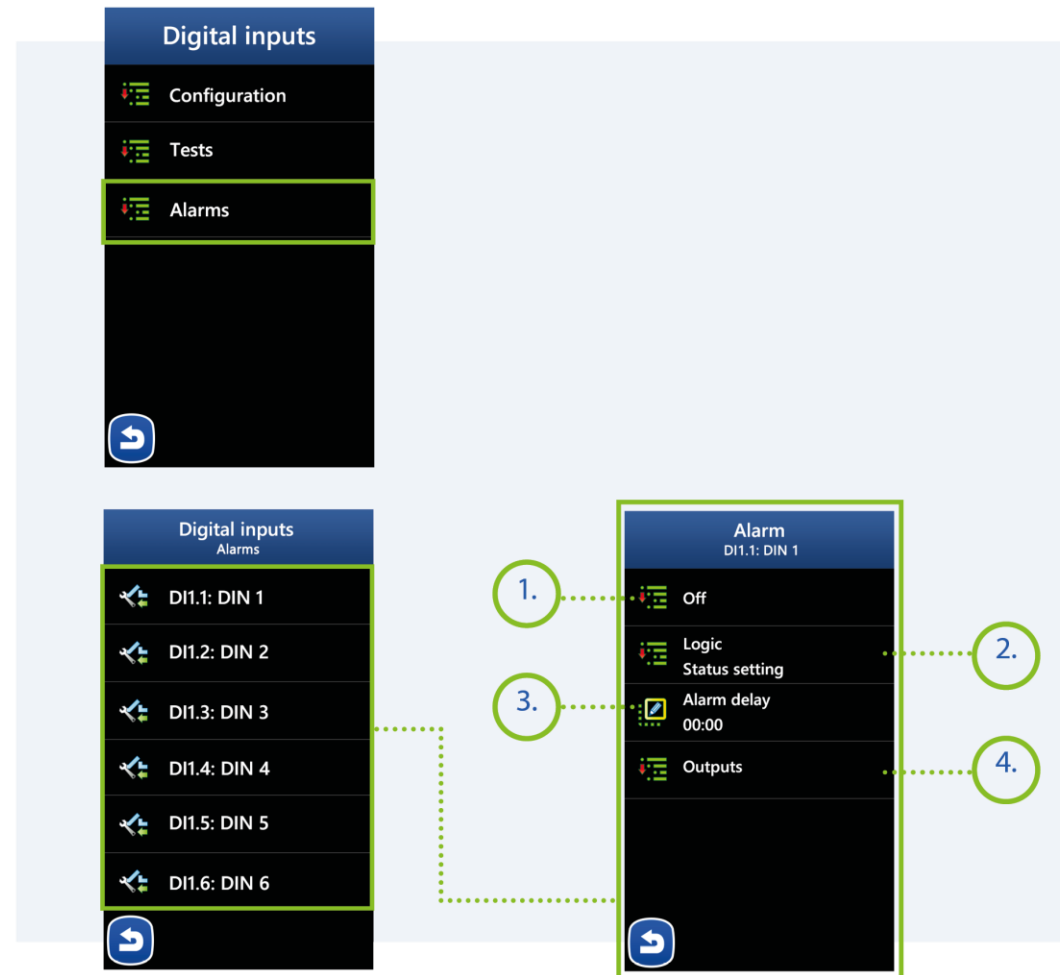 Digital inputs
Configuration
Tests
Alarms
Digital inputs
Alarms
DI1.1: DIN 1
DI1.2: DIN 2
DI1.3: DIN 3
DI1.4: DIN 4
DI1.5: DIN 5
DI1.6: DIN 6
Alarm
DI1.1: DIN 1
1.
Off
Logic
Status setting
2.
3.
Alarm delay
00:00
Outputs
4.